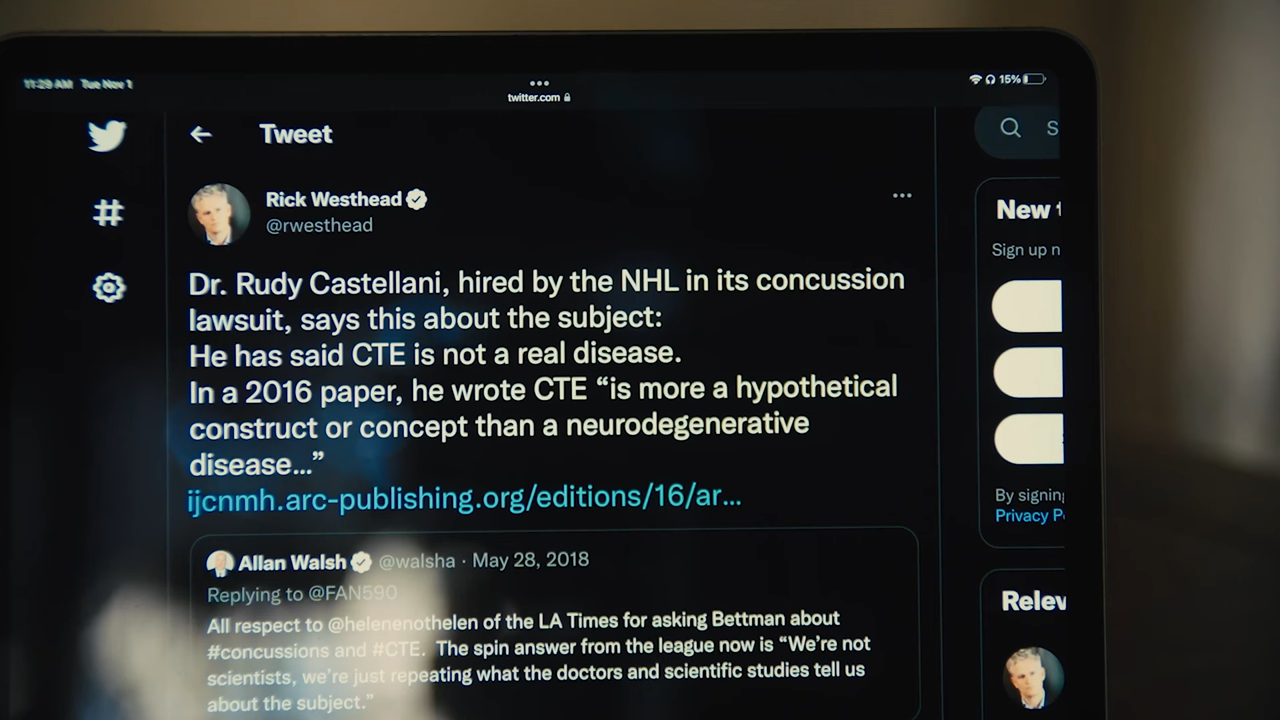 11:29 AM Tue Nov 1
15%
twitter.com
Tweet
S
Rick Westhead
@rwesthead
New
Sign up n
Dr. Rudy Castellani, hired by the NHL in its concussion
lawsuit, says this about the subject:
He has said CTE is not a real disease.
In a 2016 paper, he wrote CTE “is more a hypothetical
construct or concept than a neurodegenerative
disease...”
ijcnmh.arc-publishing.org/editions/16/ar...
By signing
Privacy P
Allan Walsh @walsha · May 28, 2018
Replying to @FAN590
All respect to @helenenothelen of the LA Times for asking Bettman about
#concussions and #CTE. The spin answer from the league now is “We’re not
scientists, we’re just repeating what the doctors and scientific studies tell us
about the subject.”
Relev